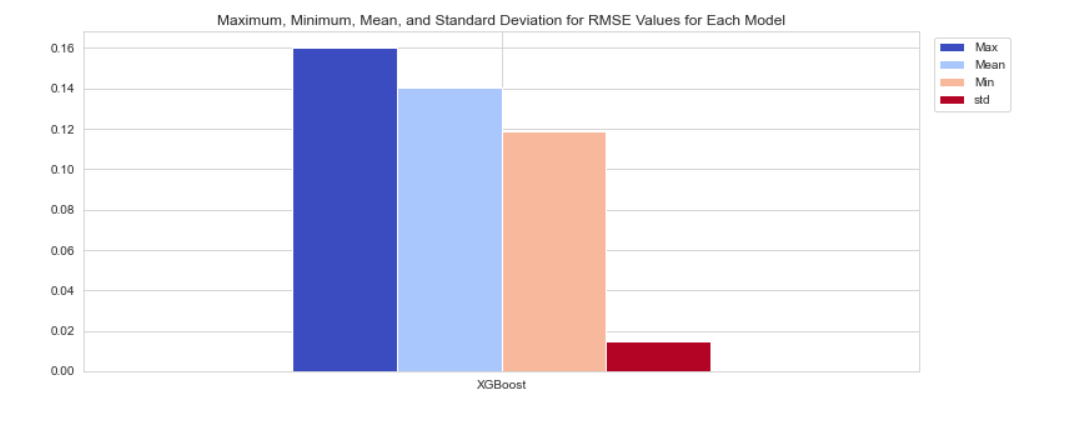 Maximum, Minimum, Mean, and Standard Deviation for RMSE Values for Each Model
0.16
0.14
0.12
0.10
0.08
0.06
0.04
0.02
0.00
XGBoost
Max
Mean
Min
std